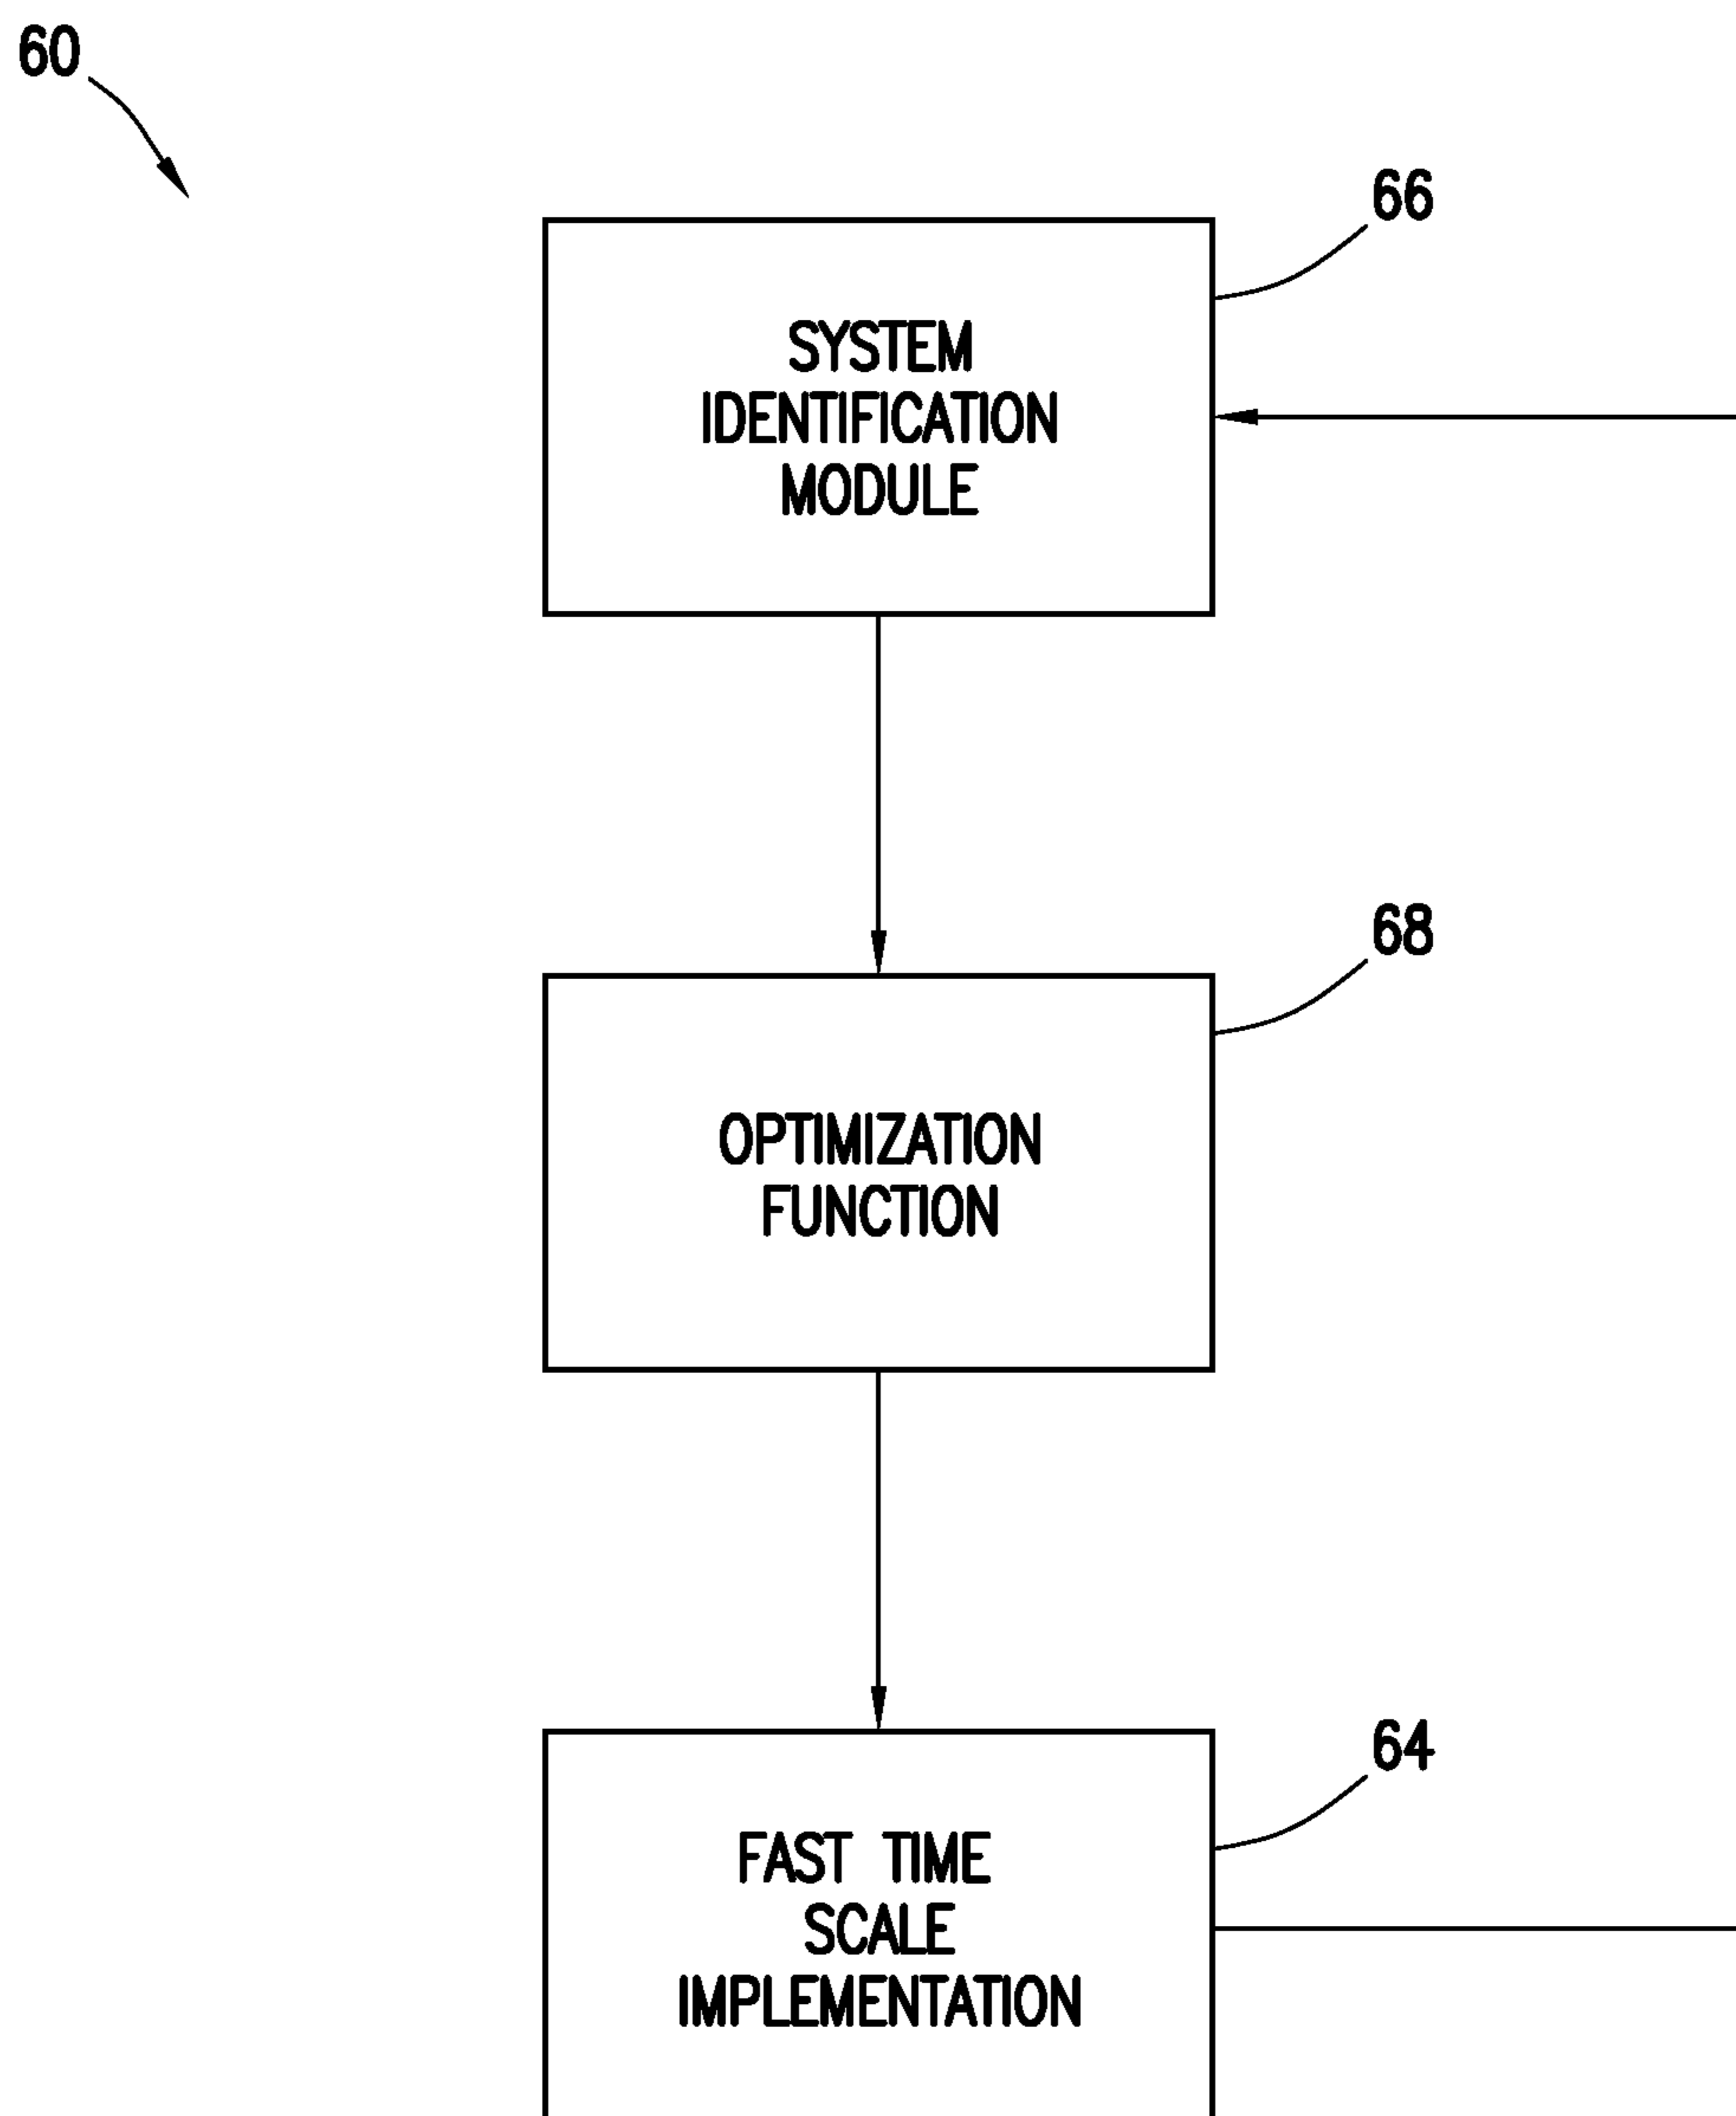 60
66
SYSTEM
IDENTIFICATION
MODULE
68
OPTIMIZATION
FUNCTION
64
FAST TIME
SCALE
IMPLEMENTATION